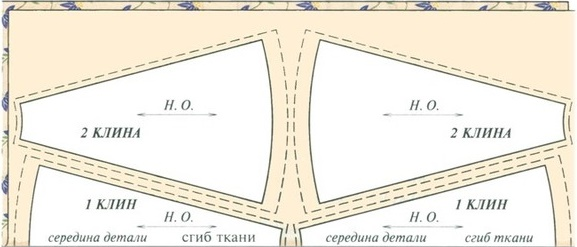 Н. О. Н. О.
2 КЛИНА 2 КЛИНА
1 КЛИН 1 КЛИН
Н. О. Н. О.
середина детали сгиб ткани середина детали сгиб ткани